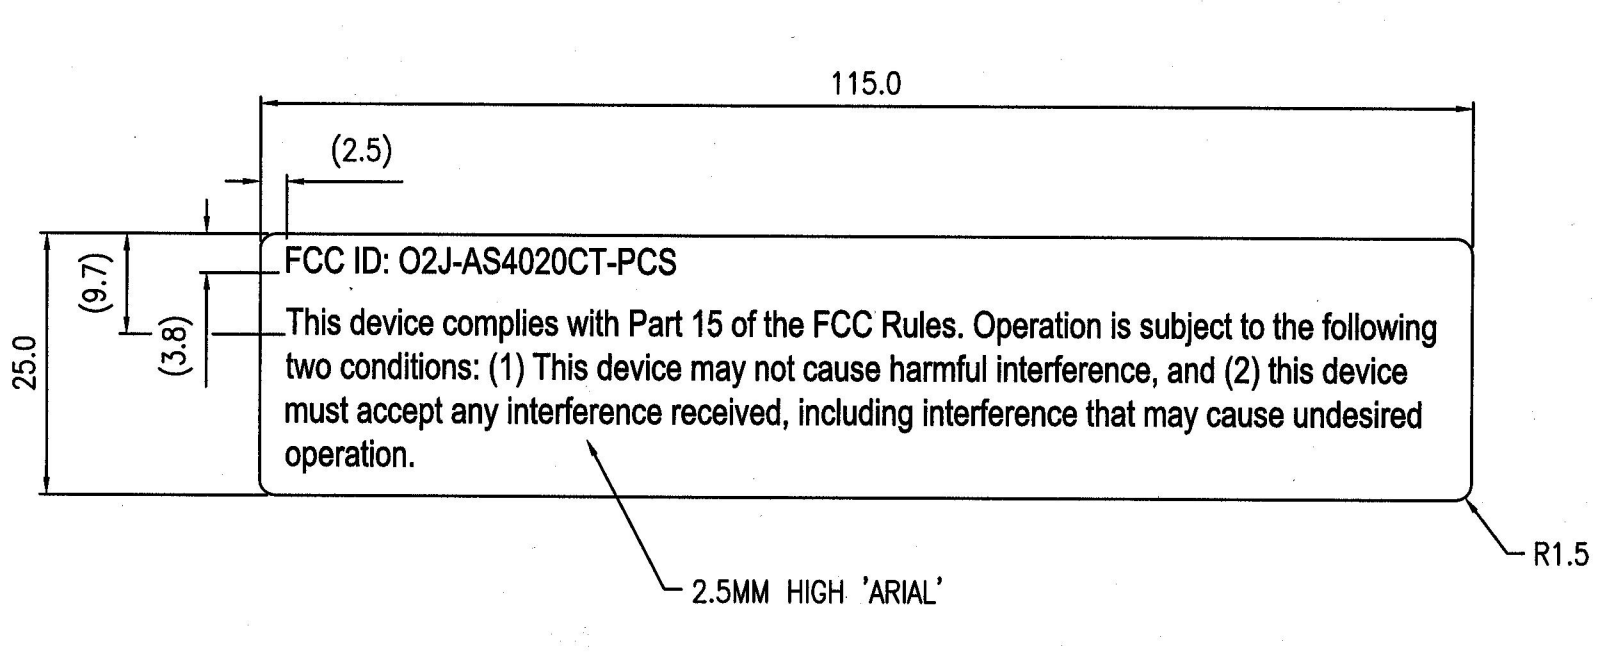 115.0
(2.5)
FCC ID: O2J-AS4020CT-PCS
(9.7)
(3.8)
25.0
This device complies with Part 15 of the FCC Rules. Operation is subject to the following
two conditions: (1) This device may not cause harmful interference, and (2) this device
must accept any interference received, including interference that may cause undesired
operation.
R1.5
2.5MM HIGH 'ARIAL'